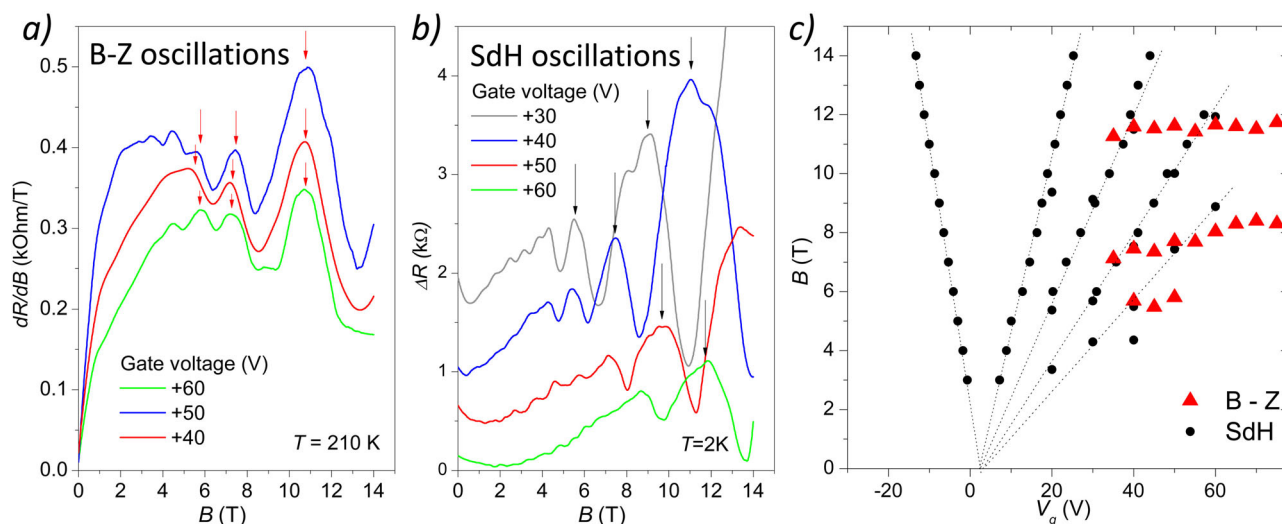 a)
B-Z oscillations
dR/dB (kOhm/T)
0.5
0.4
0.3
0.2
0.1
0.0
Gate voltage (V)
+60
+50
+40
T = 210 K
0 2 4 6 8 10 12 14
B (T)
b)
SdH oscillations
Gate voltage (V)
+30
+40
+50
+60
ΔR (kΩ)
4
3
2
1
0
T=2K
0 2 4 6 8 10 12 14
B (T)
c)
B (T)
14
12
10
8
6
4
2
0
B - Z
SdH
-20 0 20 40 60
Vg (V)